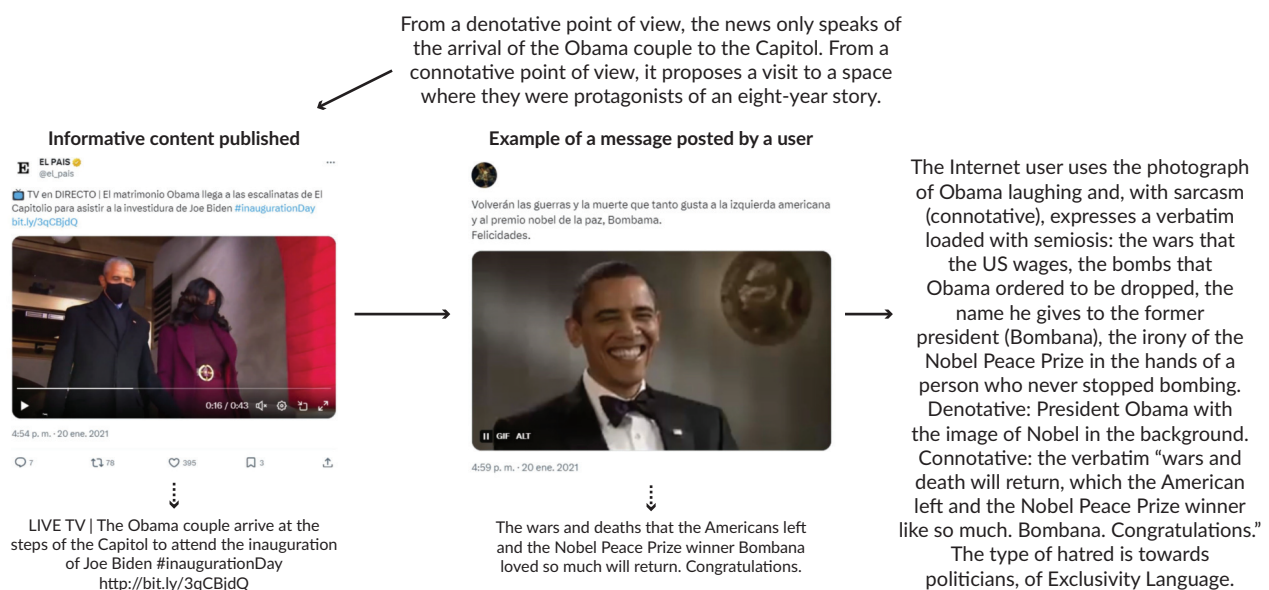 From a denotative point of view, the news only speaks of
the arrival of the Obama couple to the Capitol. From a
connotative point of view, it proposes a visit to a space
where they were protagonists of an eight-year story.
Informative content published
E
EL PAIS
@el_pais
TV en DIRECTO | El matrimonio Obama llega a las escalinatas de El
Capitolio para asistir a la investidura de Joe Biden #inaugurationDay
bit.ly/3qCBjdQ
0:16 / 0:43
4:54 p. m. · 20 ene. 2021
7
78
395
3
LIVE TV | The Obama couple arrive at the
steps of the Capitol to attend the inauguration
of Joe Biden #inaugurationDay
http://bit.ly/3qCBjdQ
Example of a message posted by a user
Volverán las guerras y la muerte que tanto gusta a la izquierda americana
y al premio nobel de la paz, Bombama.
Felicidades.
GIF ALT
4:59 p. m. · 20 ene. 2021
The wars and deaths that the Americans left
and the Nobel Peace Prize winner Bombana
loved so much will return. Congratulations.
The Internet user uses the photograph
of Obama laughing and, with sarcasm
(connotative), expresses a verbatim
loaded with semiosis: the wars that
the US wages, the bombs that
Obama ordered to be dropped, the
name he gives to the former
president (Bombana), the irony of the
Nobel Peace Prize in the hands of a
person who never stopped bombing.
Denotative: President Obama with
the image of Nobel in the background.
Connotative: the verbatim “wars and
death will return, which the American
left and the Nobel Peace Prize winner
like so much. Bombana. Congratulations.”
The type of hatred is towards
politicians, of Exclusivity Language.